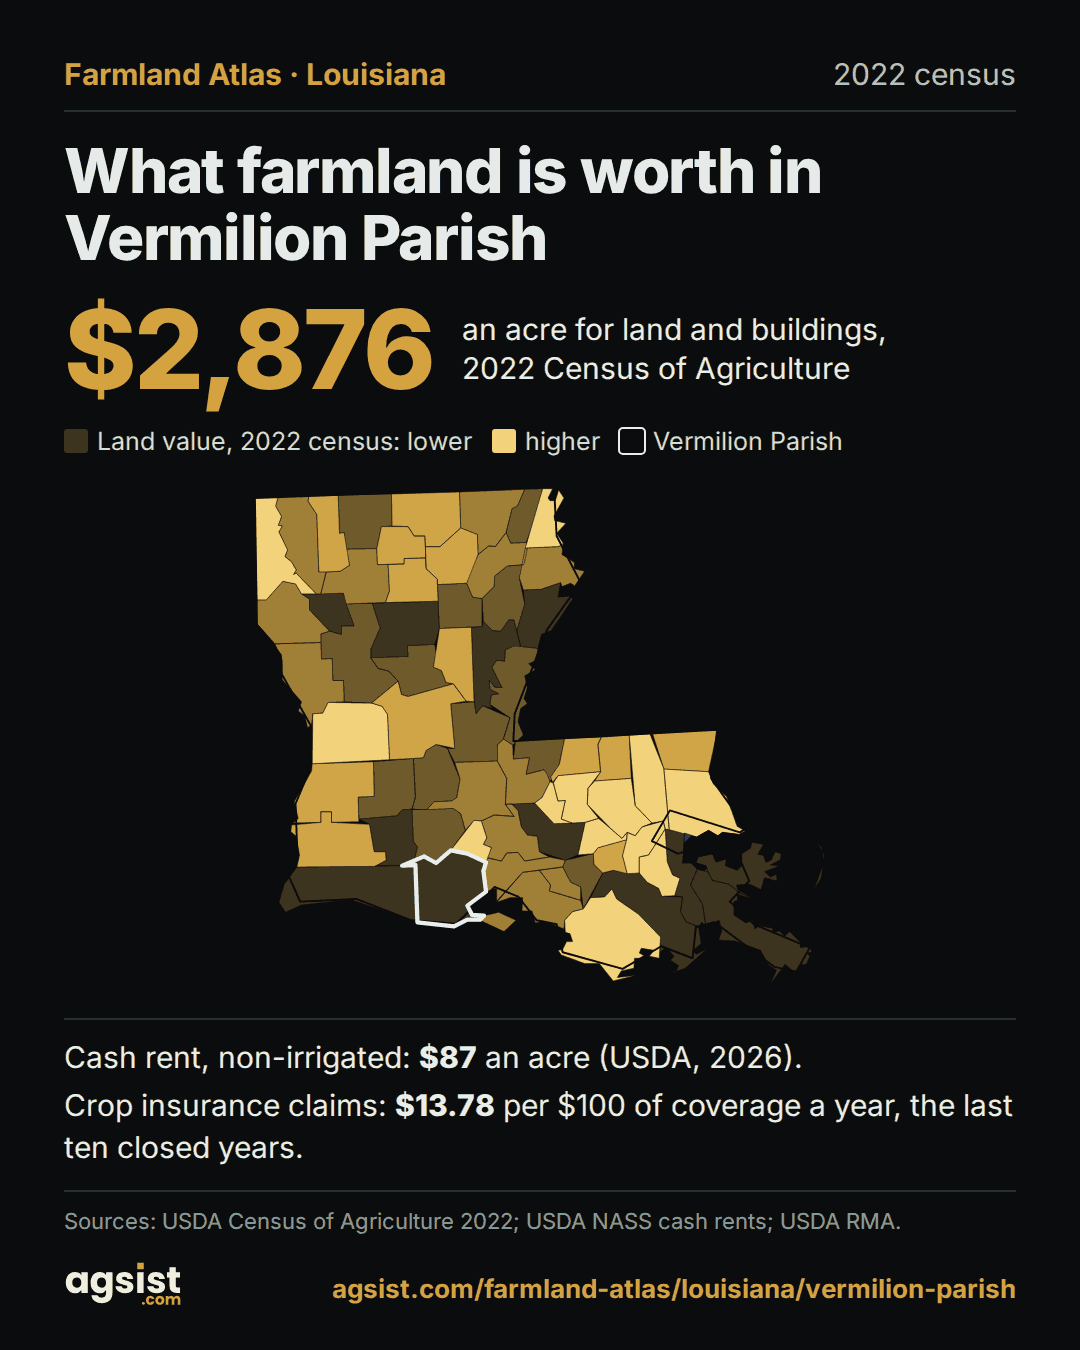 Farmland Atlas · Louisiana
2022 census
What farmland is worth in
Vermilion Parish
$2,876
an acre for land and buildings,
2022 Census of Agriculture
Land value, 2022 census: lower
higher
Vermilion Parish
Cash rent, non-irrigated: $87 an acre (USDA, 2026).
Crop insurance claims: $13.78 per $100 of coverage a year, the last
ten closed years.
Sources: USDA Census of Agriculture 2022; USDA NASS cash rents; USDA RMA.
agsist
.com
agsist.com/farmland-atlas/louisiana/vermilion-parish